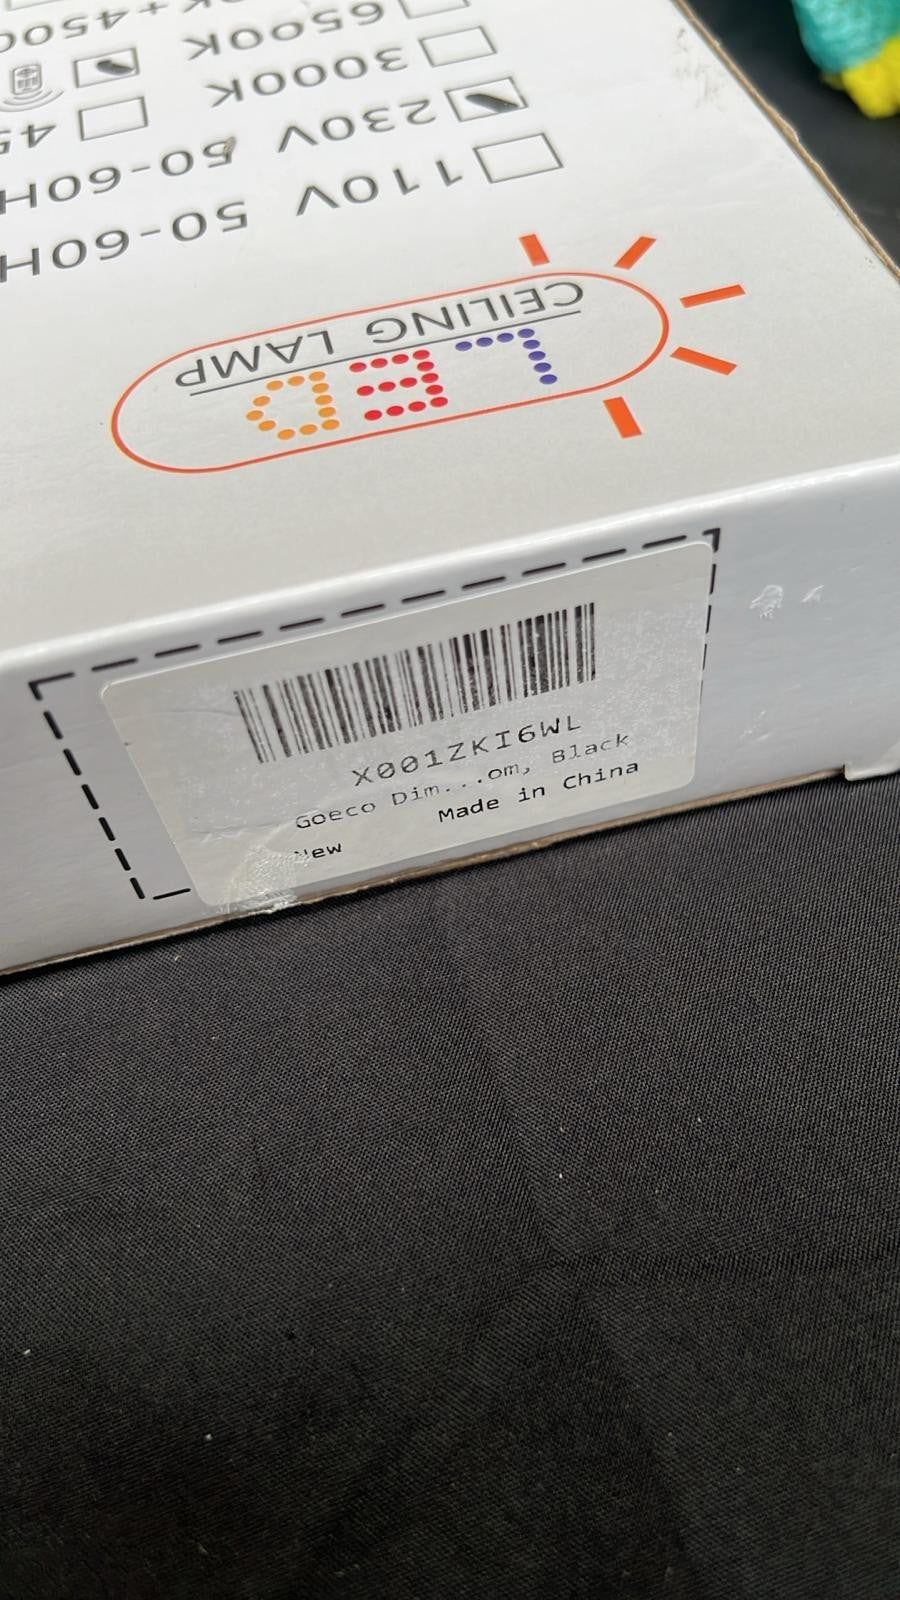 LED
CEILING LAMP
110V 50-60H
230V 50-60H
3000K
6500K
X001ZKI6WL
Goeco Dim...om, Black
New
Made in China